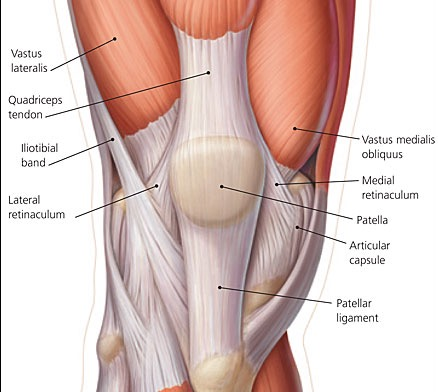 Vastus
lateralis
Quadriceps
tendon
Iliotibial
band
Lateral
retinaculum
Vastus medialis
obliquus
Medial
retinaculum
Patella
Articular
capsule
Patellar
ligament